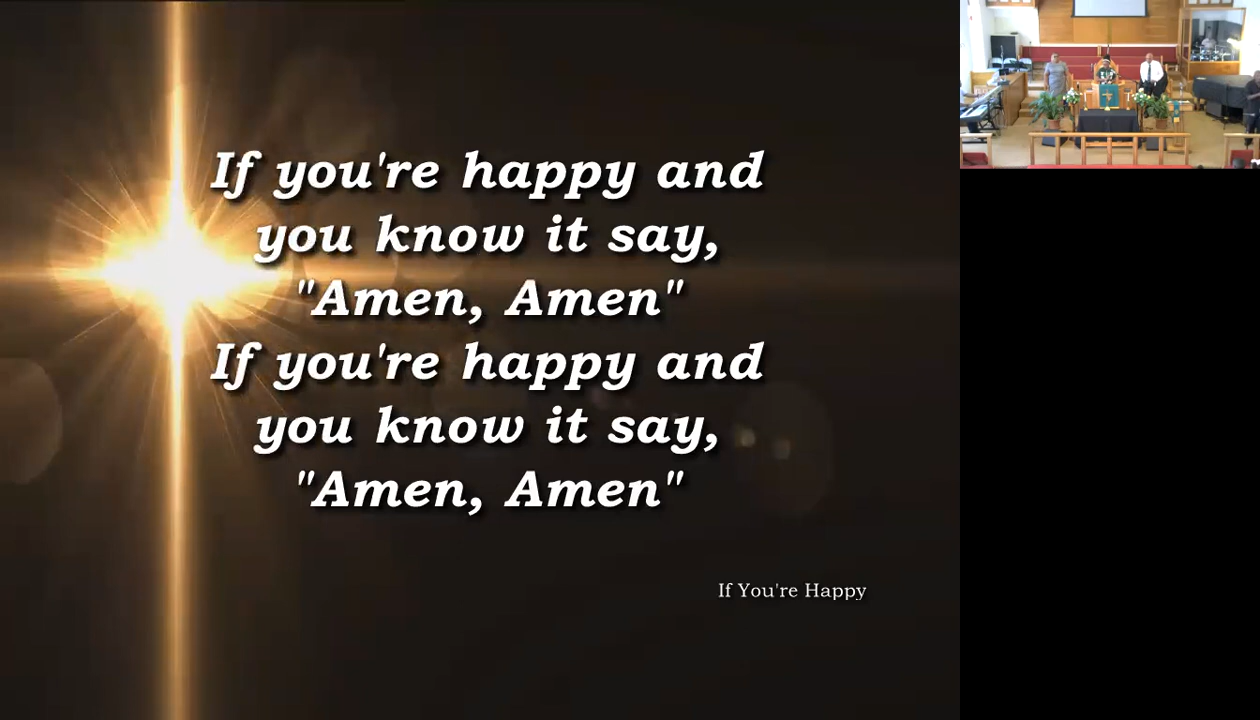 If you're happy and
you know it say,
"Amen, Amen"
If you're happy and
you know it say,
"Amen, Amen"
If You're Happy